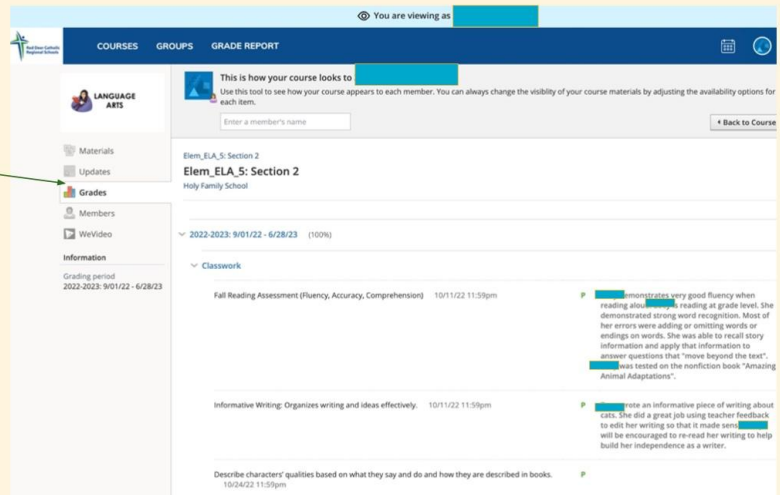 You are viewing as
Red Deer Catholic
Regional Schools
COURSES GROUPS GRADE REPORT
LANGUAGE
ARTS
This is how your course looks to
Use this tool to see how your course appears to each member. You can always change the visiblity of your course materials by adjusting the availability options for
each item.
Enter a member's name
Back to Course
Materials
Updates
Grades
Members
WeVideo
Information
Grading period
2022-2023: 9/01/22 - 6/28/23
Elem_ELA_5: Section 2
Elem_ELA_5: Section 2
Holy Family School
2022-2023: 9/01/22 - 6/28/23 (100%)
Classwork
Fall Reading Assessment (Fluency, Accuracy, Comprehension) 10/11/22 11:59pm
P
emonstrates very good fluency when
reading alou s reading at grade level. She
demonstrated strong word recognition. Most of
her errors were adding or omitting words or
endings on words. She was able to recall story
information and apply that information to
answer questions that "move beyond the text".
was tested on the nonfiction book "Amazing
Animal Adaptations".
Informative Writing: Organizes writing and ideas effectively. 10/11/22 11:59pm
P
rote an informative piece of writing about
cats. She did a great job using teacher feedback
to edit her writing so that it made sens
will be encouraged to re-read her writing to help
build her independence as a writer.
Describe characters' qualities based on what they say and do and how they are described in books.
10/24/22 11:59pm
P